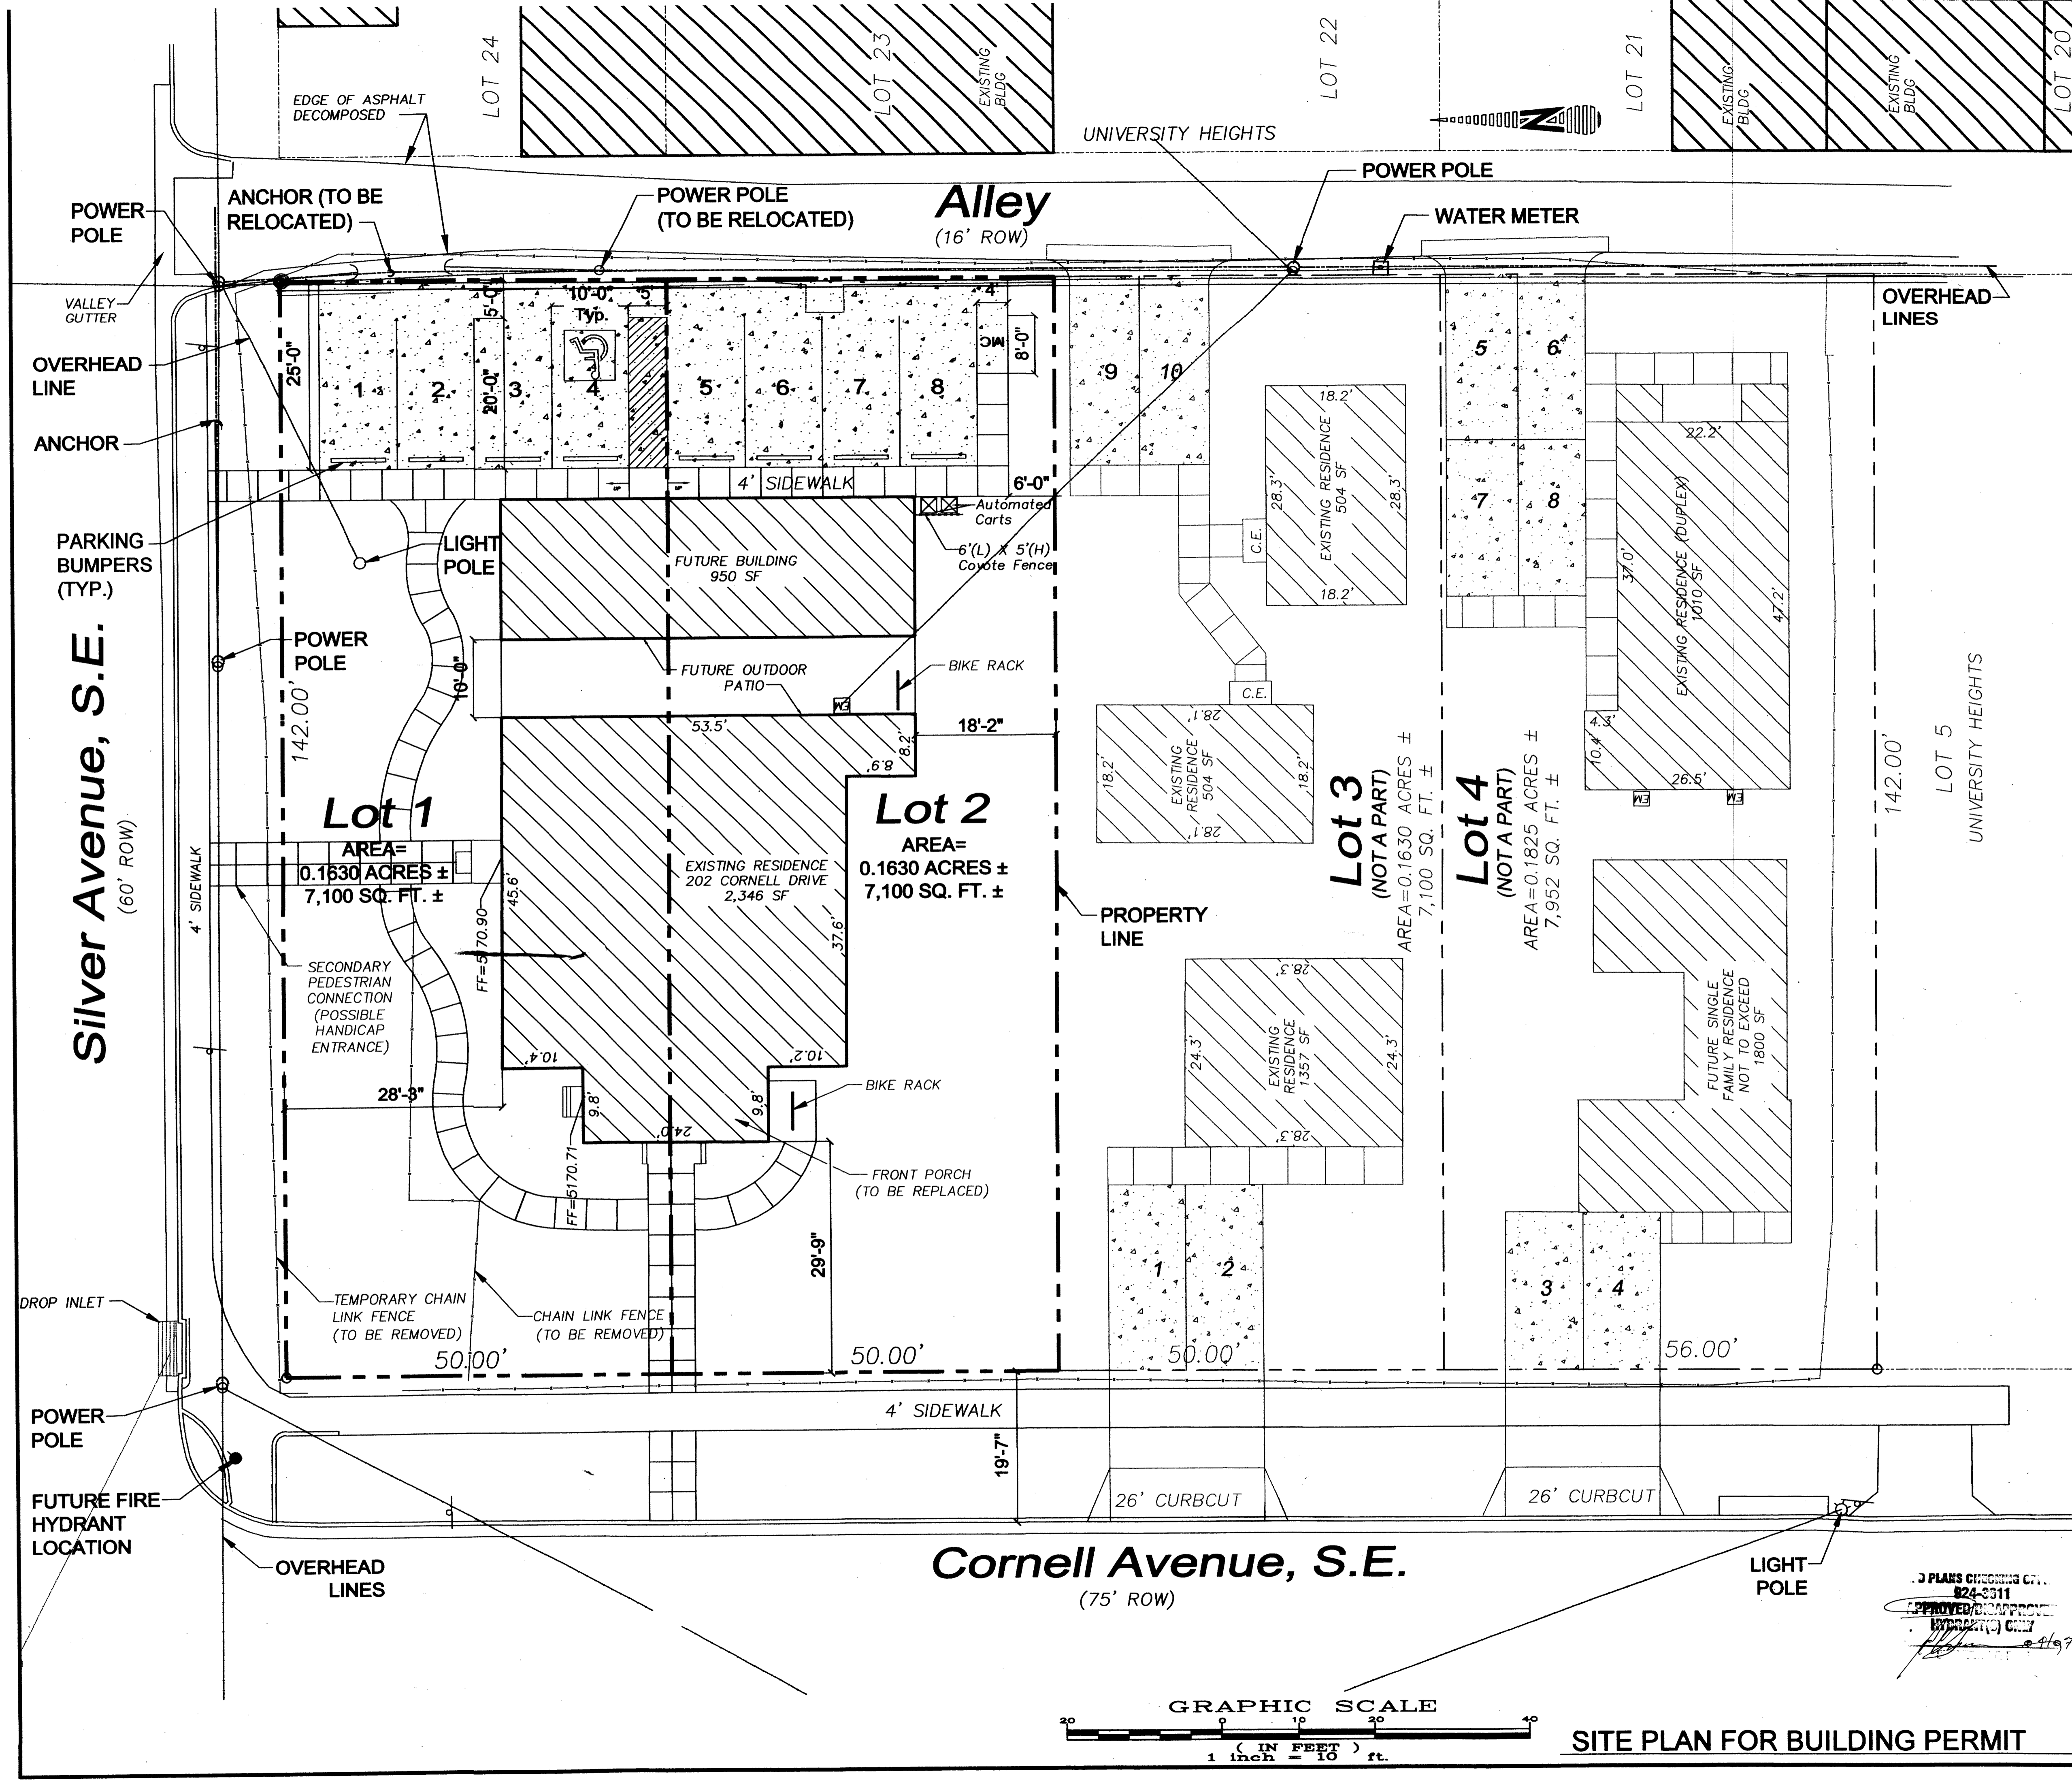 LOT 24
LOT 23
EXISTING
BLDG
LOT 22
LOT 21
EXISTING
BLDG
EXISTING
BLDG
LOT 20
EDGE OF ASPHALT
DECOMPOSED
UNIVERSITY HEIGHTS
N
POWER
POLE
ANCHOR (TO BE
RELOCATED)
POWER POLE
(TO BE RELOCATED)
Alley
(16' ROW)
POWER POLE
WATER METER
OVERHEAD
LINES
VALLEY
GUTTER
OVERHEAD
LINE
ANCHOR
PARKING
BUMPERS
(TYP.)
25'-0"
5'-0"
10'-0"
Typ.
5'
4'
MC
8'-0"
20'-0"
1
2
3
4
5
6
7
8
9
10
5
6
7
8
UP
UP
4' SIDEWALK
6'-0"
Automated
Carts
6'(L) X 5'(H)
Coyote Fence
LIGHT
POLE
POWER
POLE
FUTURE BUILDING
950 SF
10'-0"
FUTURE OUTDOOR
PATIO
EM
BIKE RACK
18'-2"
142.00'
Silver Avenue, S.E.
(60' ROW)
4' SIDEWALK
Lot 1
AREA=
0.1630 ACRES ±
7,100 SQ. FT. ±
53.5'
8.2'
8.9'
45.6'
37.6'
EXISTING RESIDENCE
202 CORNELL DRIVE
2,346 SF
Lot 2
AREA=
0.1630 ACRES ±
7,100 SQ. FT. ±
FF=5170.90
SECONDARY
PEDESTRIAN
CONNECTION
(POSSIBLE
HANDICAP
ENTRANCE)
28'-3"
10.4'
10.2'
9.8'
9.8'
24.0'
FF=5170.71
BIKE RACK
FRONT PORCH
(TO BE REPLACED)
29'-9"
PROPERTY
LINE
18.2'
28.3'
EXISTING RESIDENCE
504 SF
28.3'
18.2'
C.E.
C.E.
28.1'
18.2'
EXISTING
RESIDENCE
504 SF
18.2'
28.1'
Lot 3
(NOT A PART)
AREA=0.1630 ACRES ±
7,100 SQ. FT. ±
Lot 4
(NOT A PART)
AREA=0.1825 ACRES ±
7,952 SQ. FT. ±
22.2'
37.0'
EXISTING RESIDENCE (DUPLEX)
1010 SF
47.2'
4.3'
10.4'
26.5'
EM
EM
142.00'
LOT 5
UNIVERSITY HEIGHTS
28.3'
24.3'
EXISTING
RESIDENCE
1357 SF
24.3'
28.3'
FUTURE SINGLE
FAMILY RESIDENCE
NOT TO EXCEED
1800 SF
1
2
3
4
DROP INLET
TEMPORARY CHAIN
LINK FENCE
(TO BE REMOVED)
CHAIN LINK FENCE
(TO BE REMOVED)
50.00'
50.00'
50.00'
56.00'
POWER
POLE
4' SIDEWALK
19'-7"
FUTURE FIRE
HYDRANT
LOCATION
OVERHEAD
LINES
26' CURBCUT
26' CURBCUT
Cornell Avenue, S.E.
(75' ROW)
LIGHT
POLE
PLANS CHECKING
924-3611
APPROVED/DISAPPROVED
HYDRANT(S) ONLY
GRAPHIC SCALE
20 0 10 20 40
( IN FEET )
1 inch = 10 ft.
SITE PLAN FOR BUILDING PERMIT